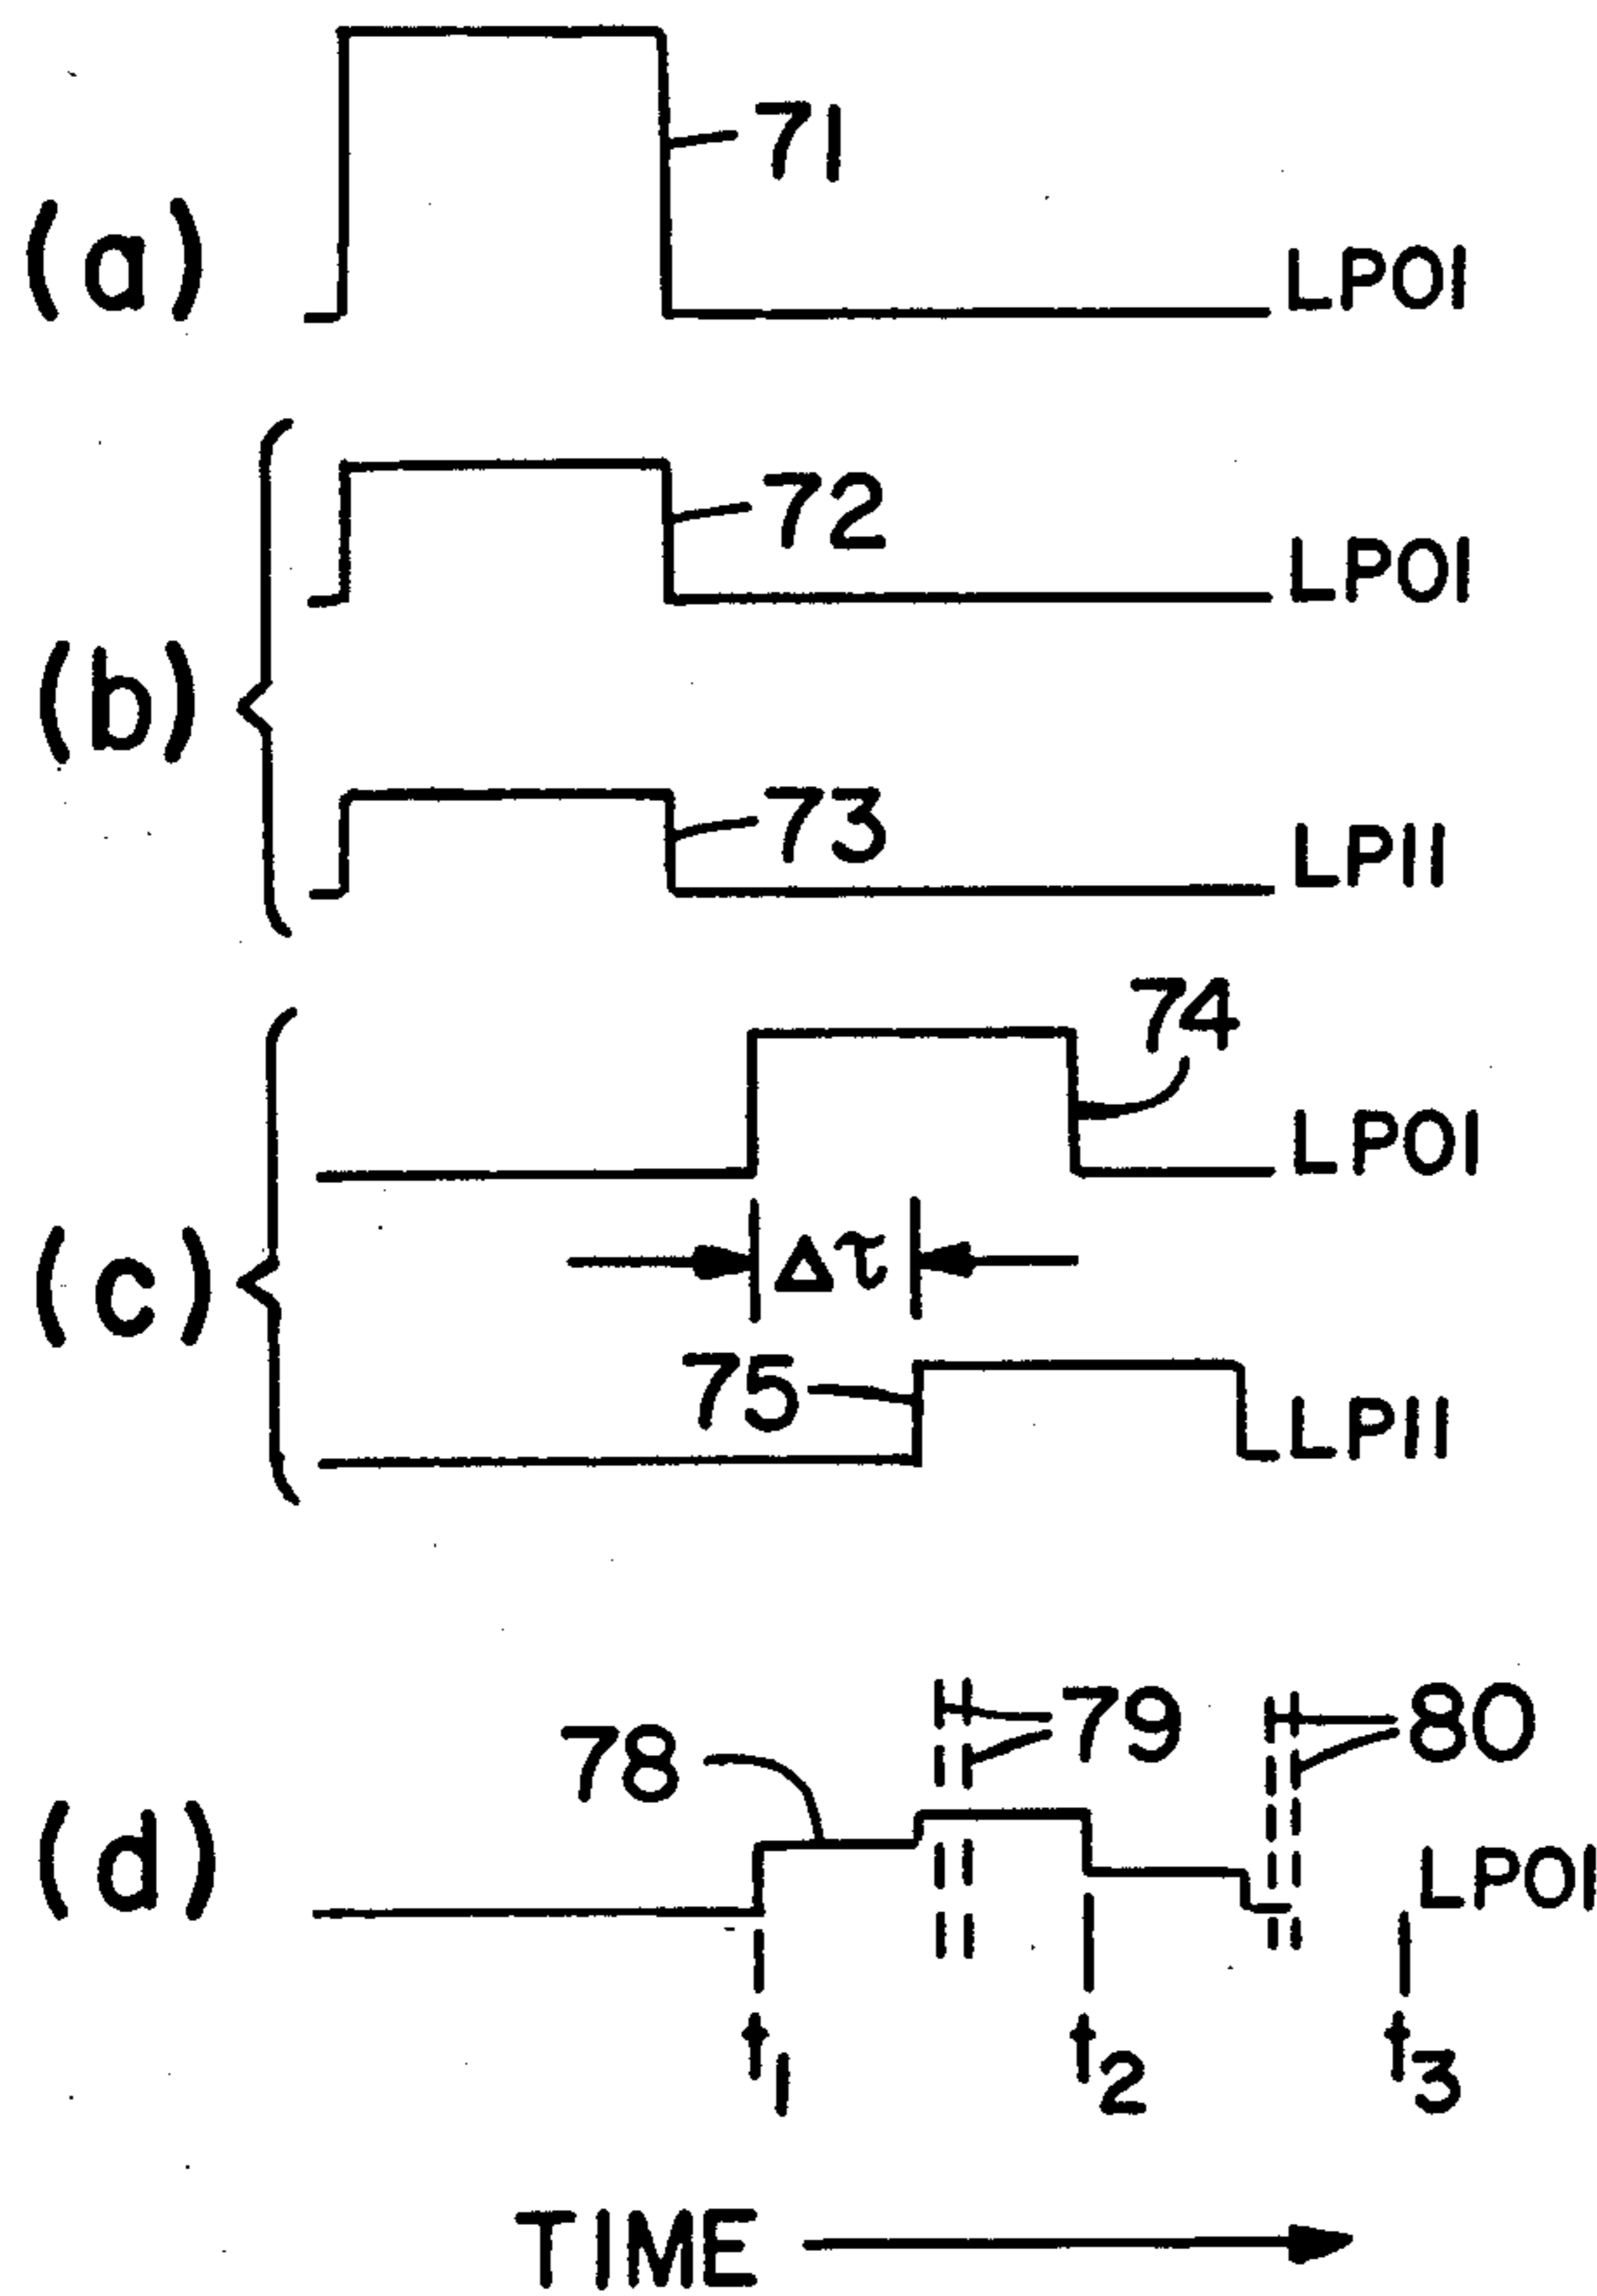 (a) 71 LP01
(b) 72 LP01
73 LP11
(c) 74 LP01
Δτ
75 LP11
(d) 78 79 80 LP01
t1 t2 t3
TIME